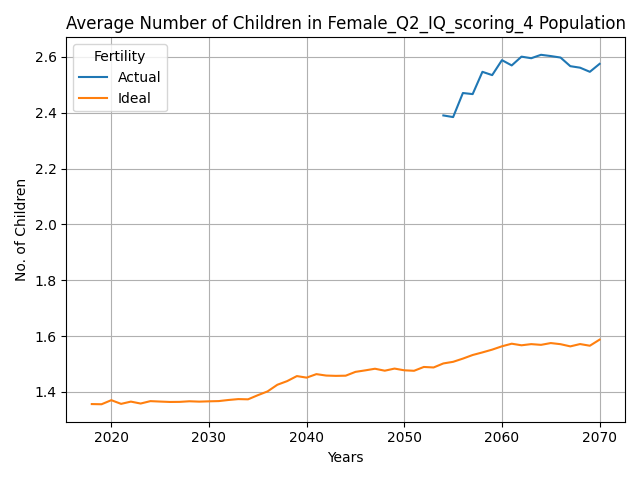 Average Number of Children in Female_Q2_IQ_scoring_4 Population
Fertility
Actual
Ideal
No. of Children
2.6
2.4
2.2
2.0
1.8
1.6
1.4
2020 2030 2040 2050 2060 2070
Years